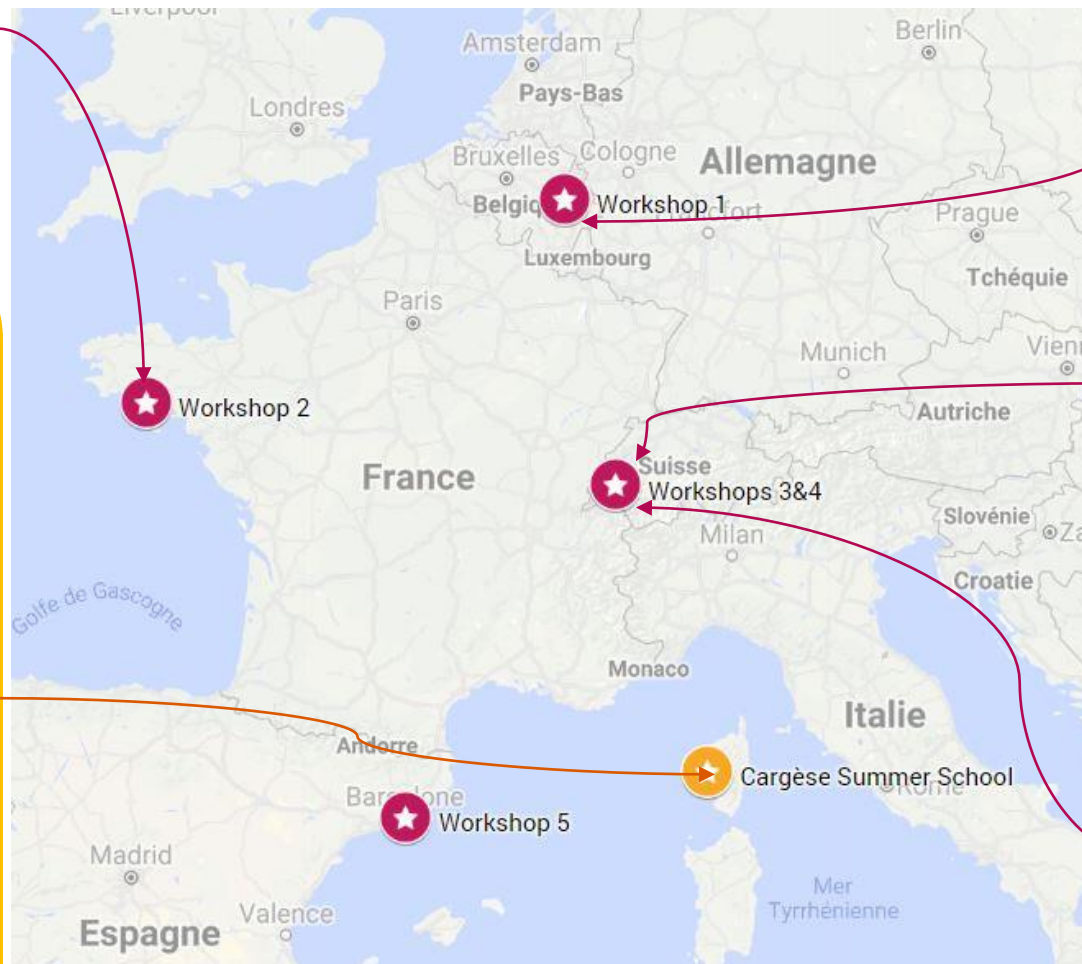 Liverpool
Berlin
Amsterdam
Pays-Bas
Londres
Bruxelles
Cologne
Allemagne
Workshop 1
Prague
Luxembourg
Tchéquie
Paris
Munich
Workshop 2
Autriche
France
Suisse
Workshops 3&4
Slovénie
Milan
Croatie
Golfe de Gascogne
Monaco
Italie
Andorre
Cargèse Summer School
Rome
Workshop 5
Madrid
Mer
Tyrrhénienne
Valence
Espagne